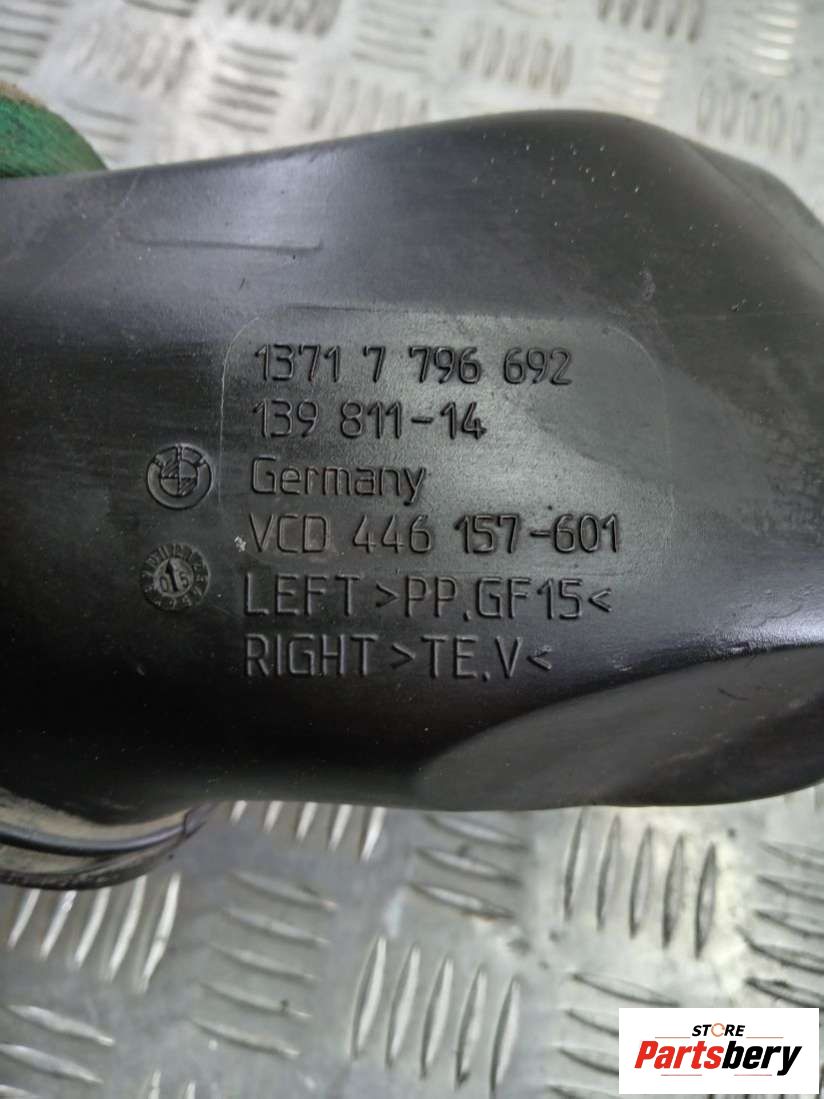 1371 7 796 692
139 811-14
Germany
VCD 446 157-601
LEFT >PP.GF15<
RIGHT >TE.V<
STORE
Partsbery